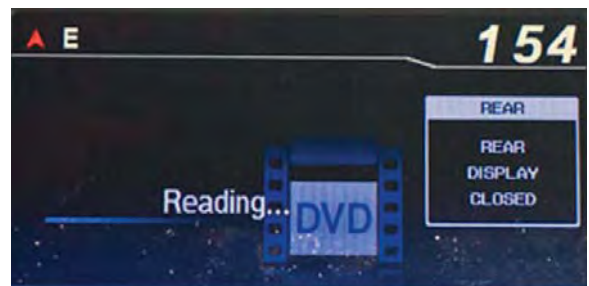 E
154
REAR
REAR
DISPLAY
CLOSED
Reading...
DVD